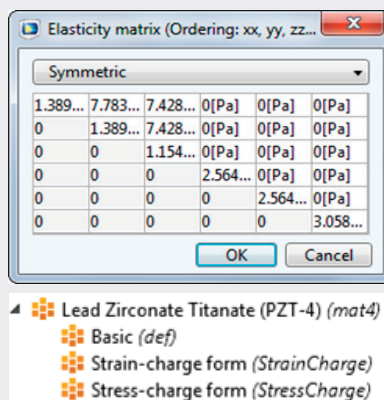 Elasticity matrix (Ordering: xx, yy, zz...
Symmetric
1.389... 7.783... 7.428... 0[Pa] 0[Pa] 0[Pa]
0 1.389... 7.428... 0[Pa] 0[Pa] 0[Pa]
0 0 1.154... 0[Pa] 0[Pa] 0[Pa]
0 0 0 2.564... 0[Pa] 0[Pa]
0 0 0 0 2.564... 0[Pa]
0 0 0 0 0 3.058...
OK Cancel
Lead Zirconate Titanate (PZT-4) (mat4)
Basic (def)
Strain-charge form (StrainCharge)
Stress-charge form (StressCharge)